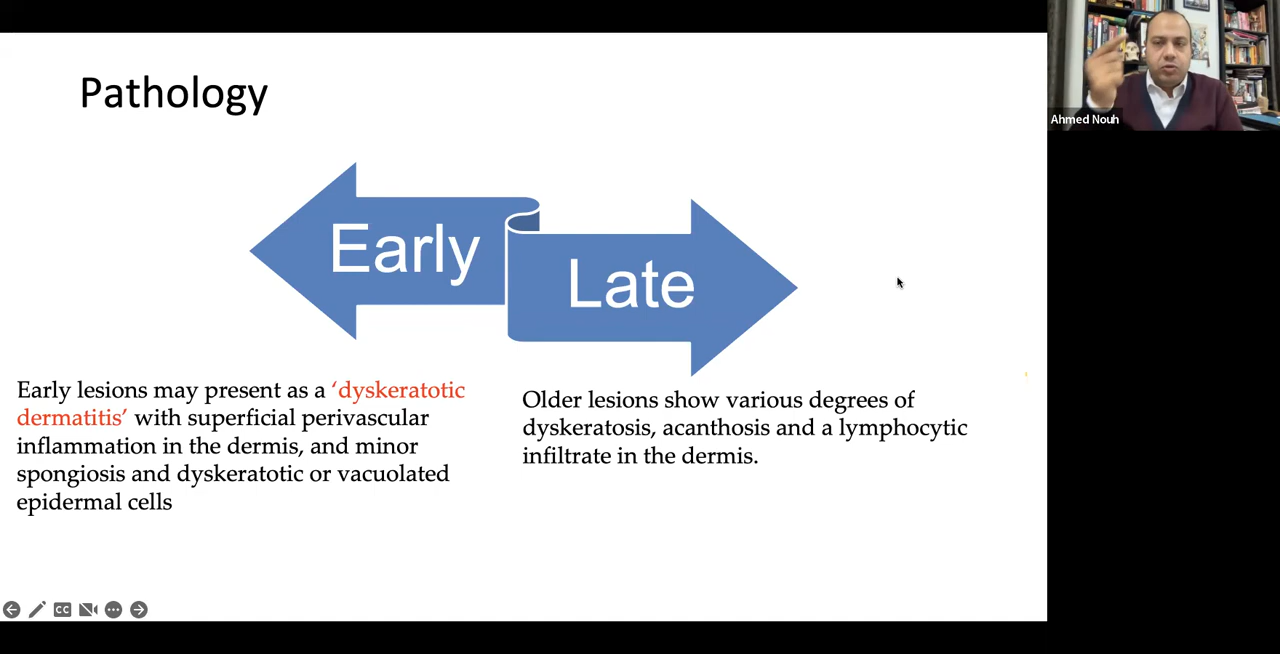 Pathology
Ahmed Nouh
Early
Late
Early lesions may present as a ‘dyskeratotic
dermatitis’ with superficial perivascular
inflammation in the dermis, and minor
spongiosis and dyskeratotic or vacuolated
epidermal cells
Older lesions show various degrees of
dyskeratosis, acanthosis and a lymphocytic
infiltrate in the dermis.
CC